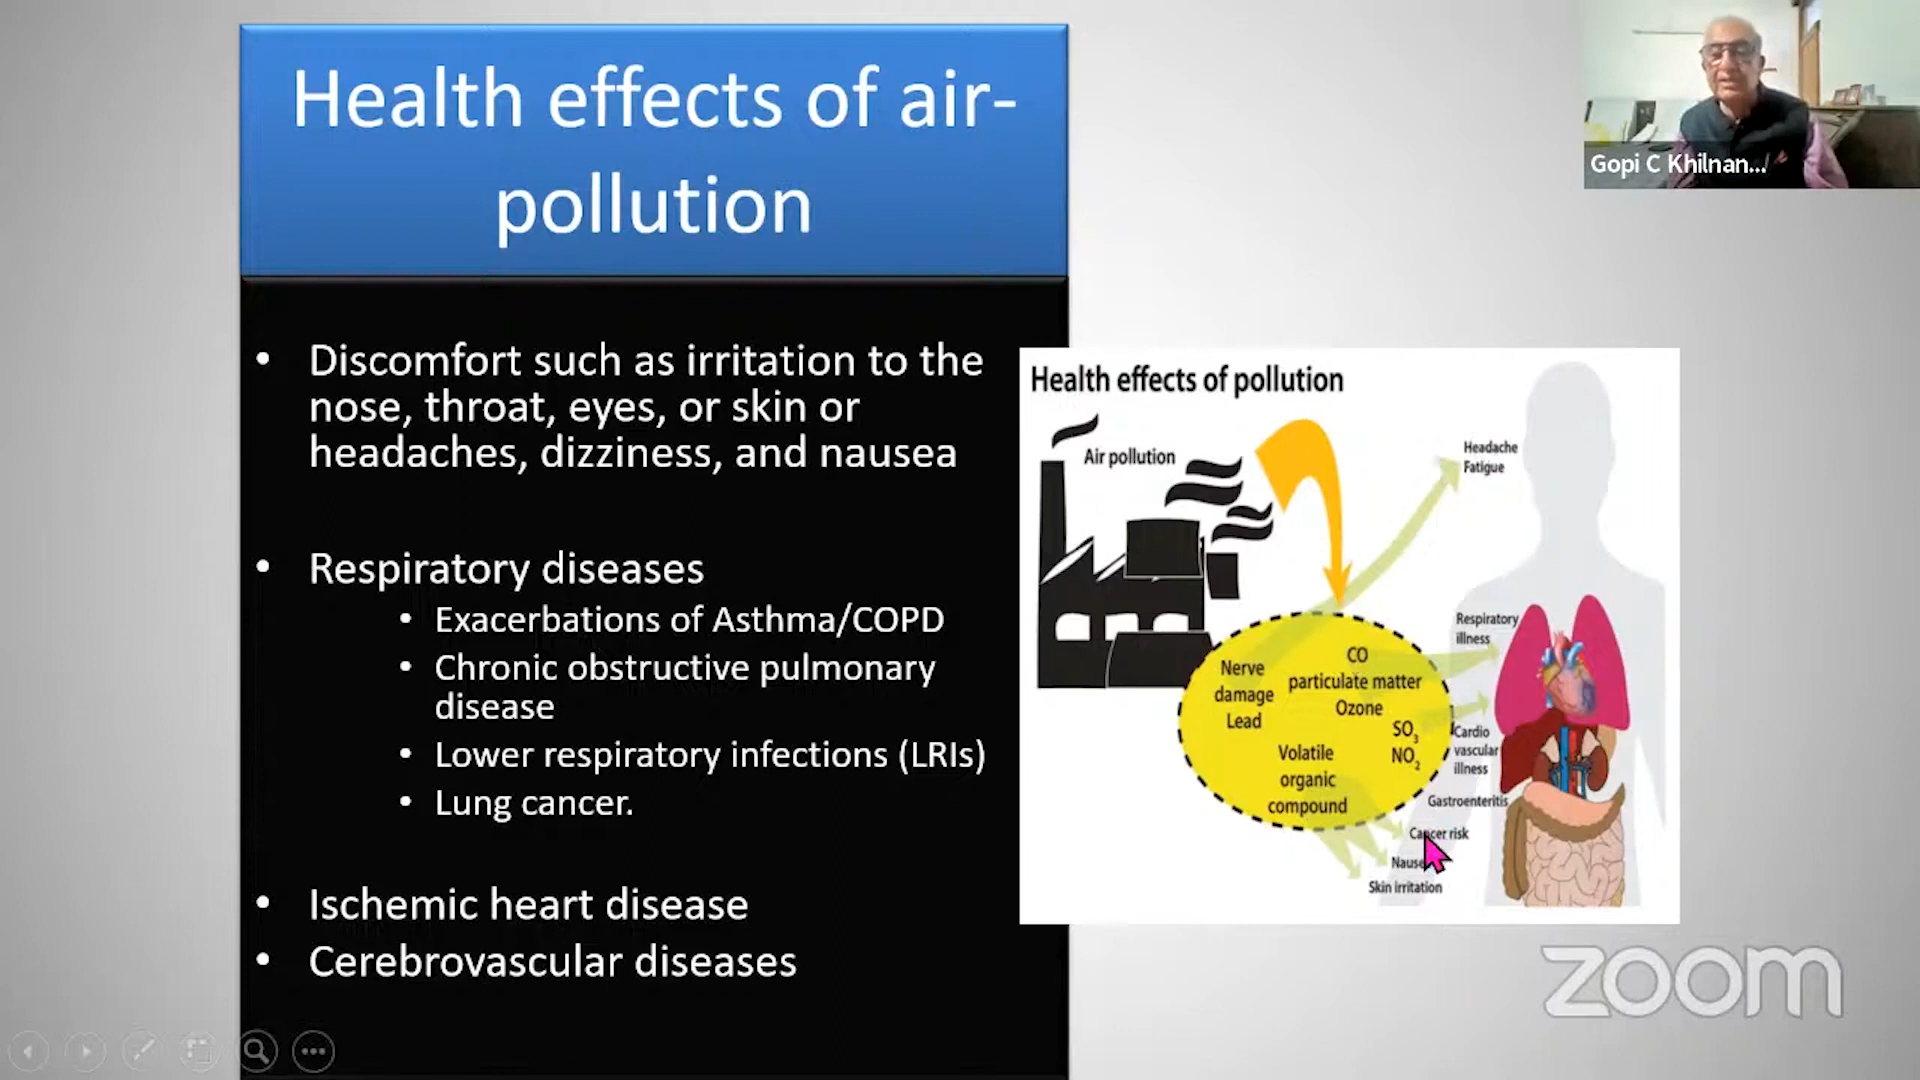 Health effects of air-
pollution
Gopi C Khilnan...
• Discomfort such as irritation to the
nose, throat, eyes, or skin or
headaches, dizziness, and nausea
• Respiratory diseases
• Exacerbations of Asthma/COPD
• Chronic obstructive pulmonary
disease
• Lower respiratory infections (LRIs)
• Lung cancer.
• Ischemic heart disease
• Cerebrovascular diseases
Health effects of pollution
Air pollution
Headache
Fatigue
Respiratory
illness
Nerve
damage
Lead
CO
particulate matter
Ozone
SO₃
NO₂
Volatile
organic
compound
Cardio
vascular
illness
Gastroenteritis
Cancer risk
Skin irritation
zoom